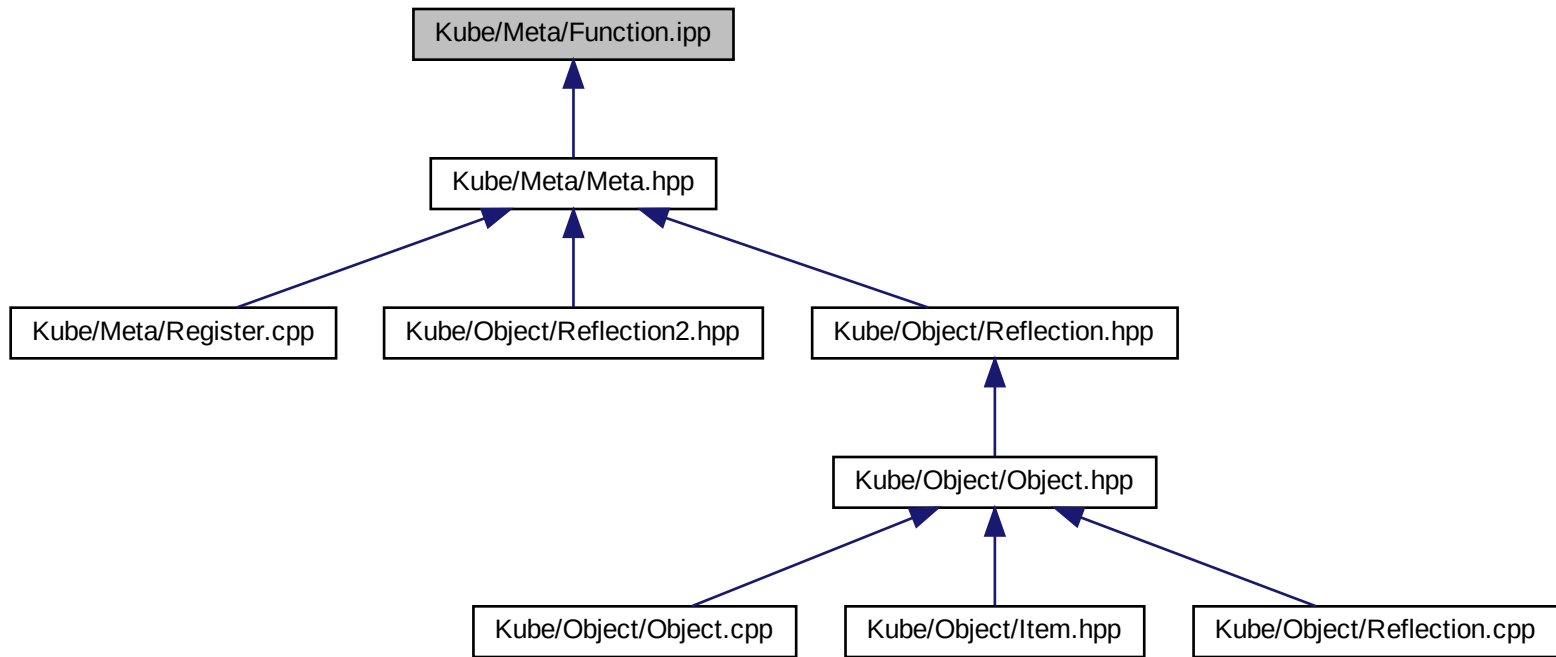 Kube/Meta/Function.ipp
Kube/Meta/Meta.hpp
Kube/Meta/Register.cpp
Kube/Object/Reflection2.hpp
Kube/Object/Reflection.hpp
Kube/Object/Object.hpp
Kube/Object/Object.cpp
Kube/Object/Item.hpp
Kube/Object/Reflection.cpp